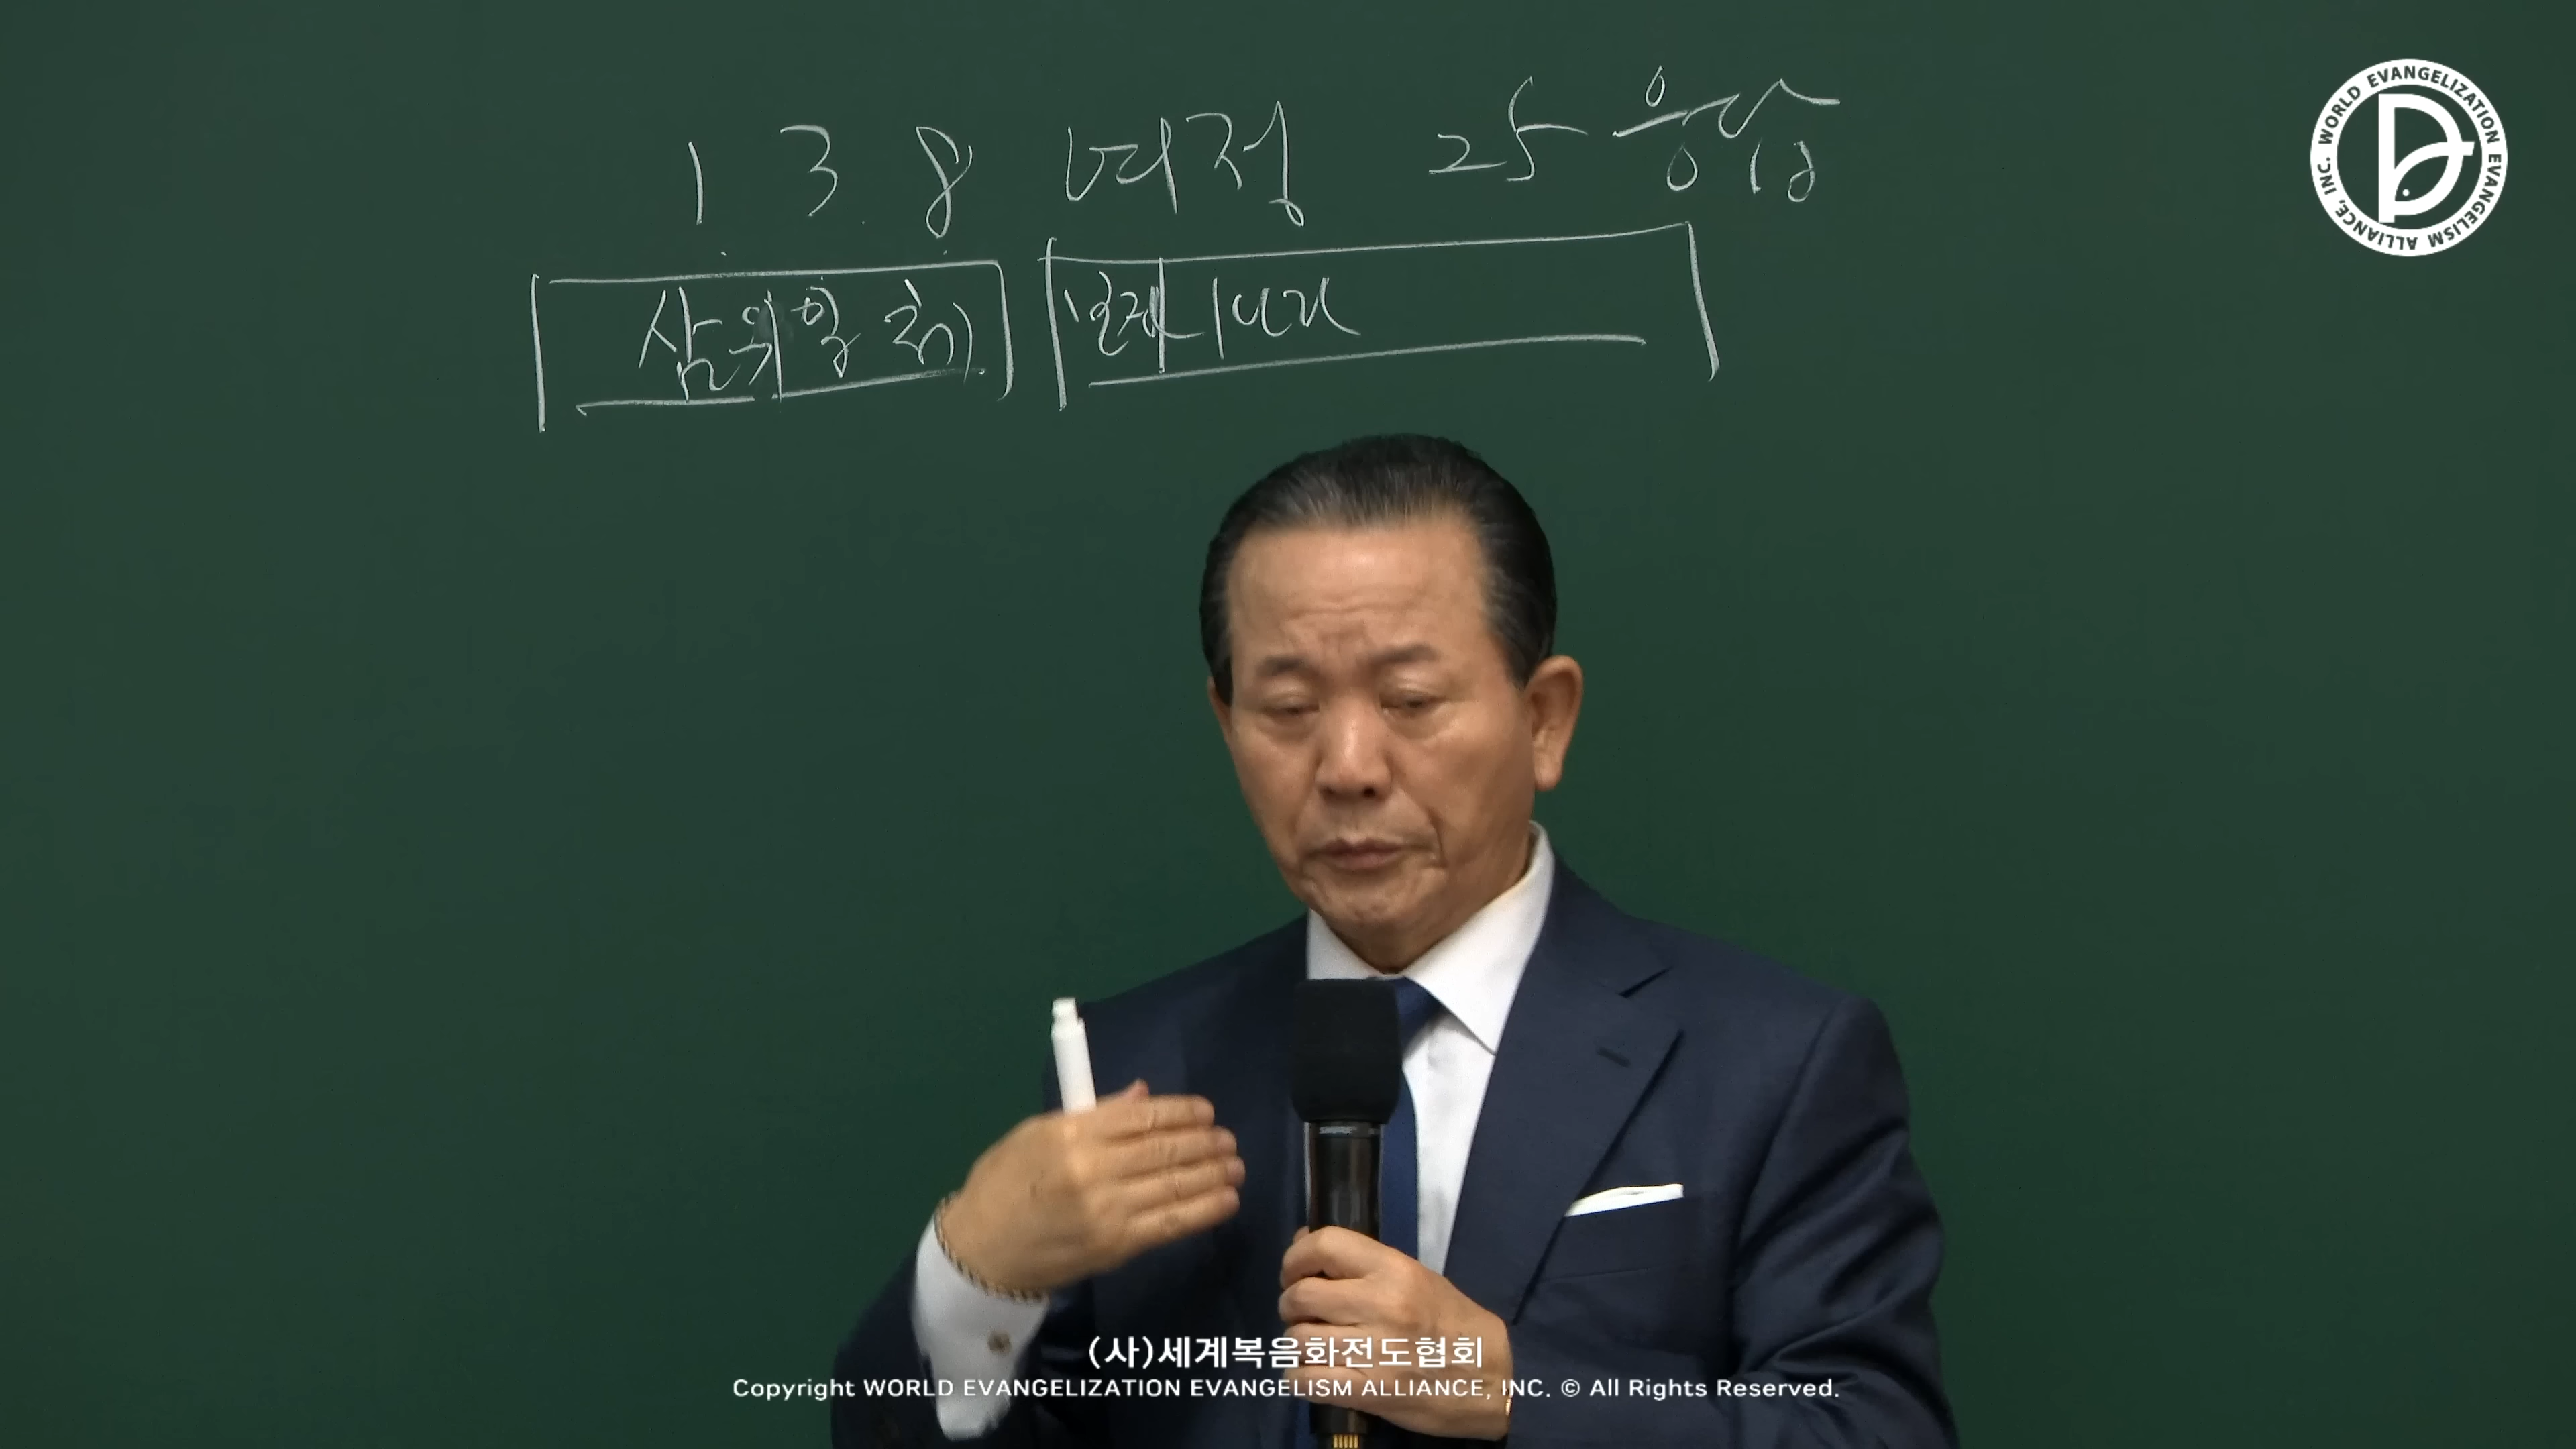 1 3 8 여정 25 응답
삼위일체
WORLD EVANGELIZATION EVANGELISM ALLIANCE, INC.
SHURE
(사)세계복음화전도협회
Copyright WORLD EVANGELIZATION EVANGELISM ALLIANCE, INC. © All Rights Reserved.